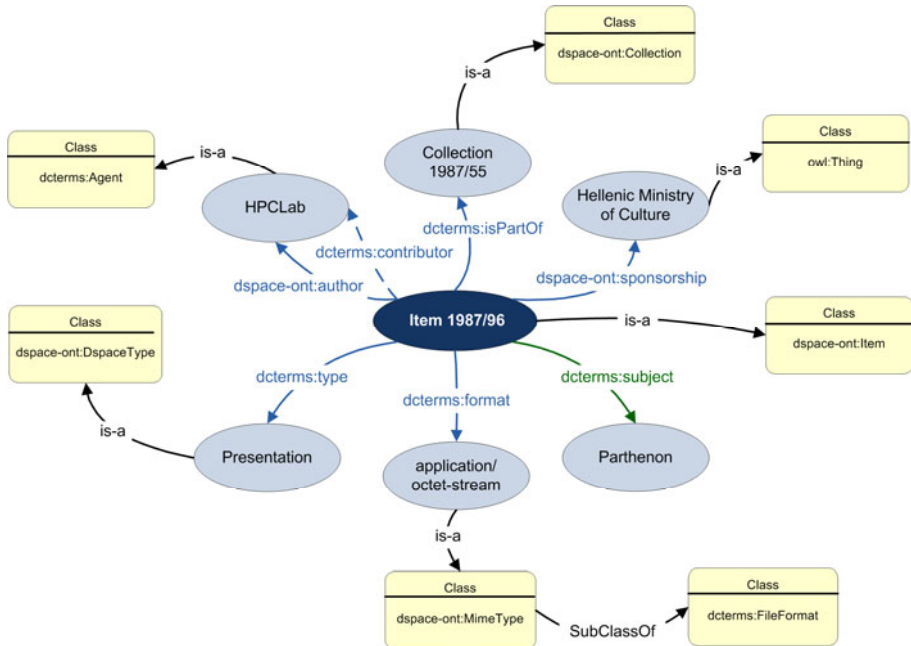 Class
dspace-ont:Collection
is-a
Class
dcterms:Agent
is-a
HPCLab
Collection
1987/55
Class
owl:Thing
is-a
Hellenic Ministry
of Culture
dcterms:isPartOf
dcterms:contributor
dspace-ont:author
dspace-ont:sponsorship
Item 1987/96
is-a
Class
dspace-ont:Item
Class
dspace-ont:DspaceType
is-a
dcterms:type
dcterms:format
dcterms:subject
Presentation
application/
octet-stream
Parthenon
is-a
Class
dspace-ont:MimeType
SubClassOf
Class
dcterms:FileFormat